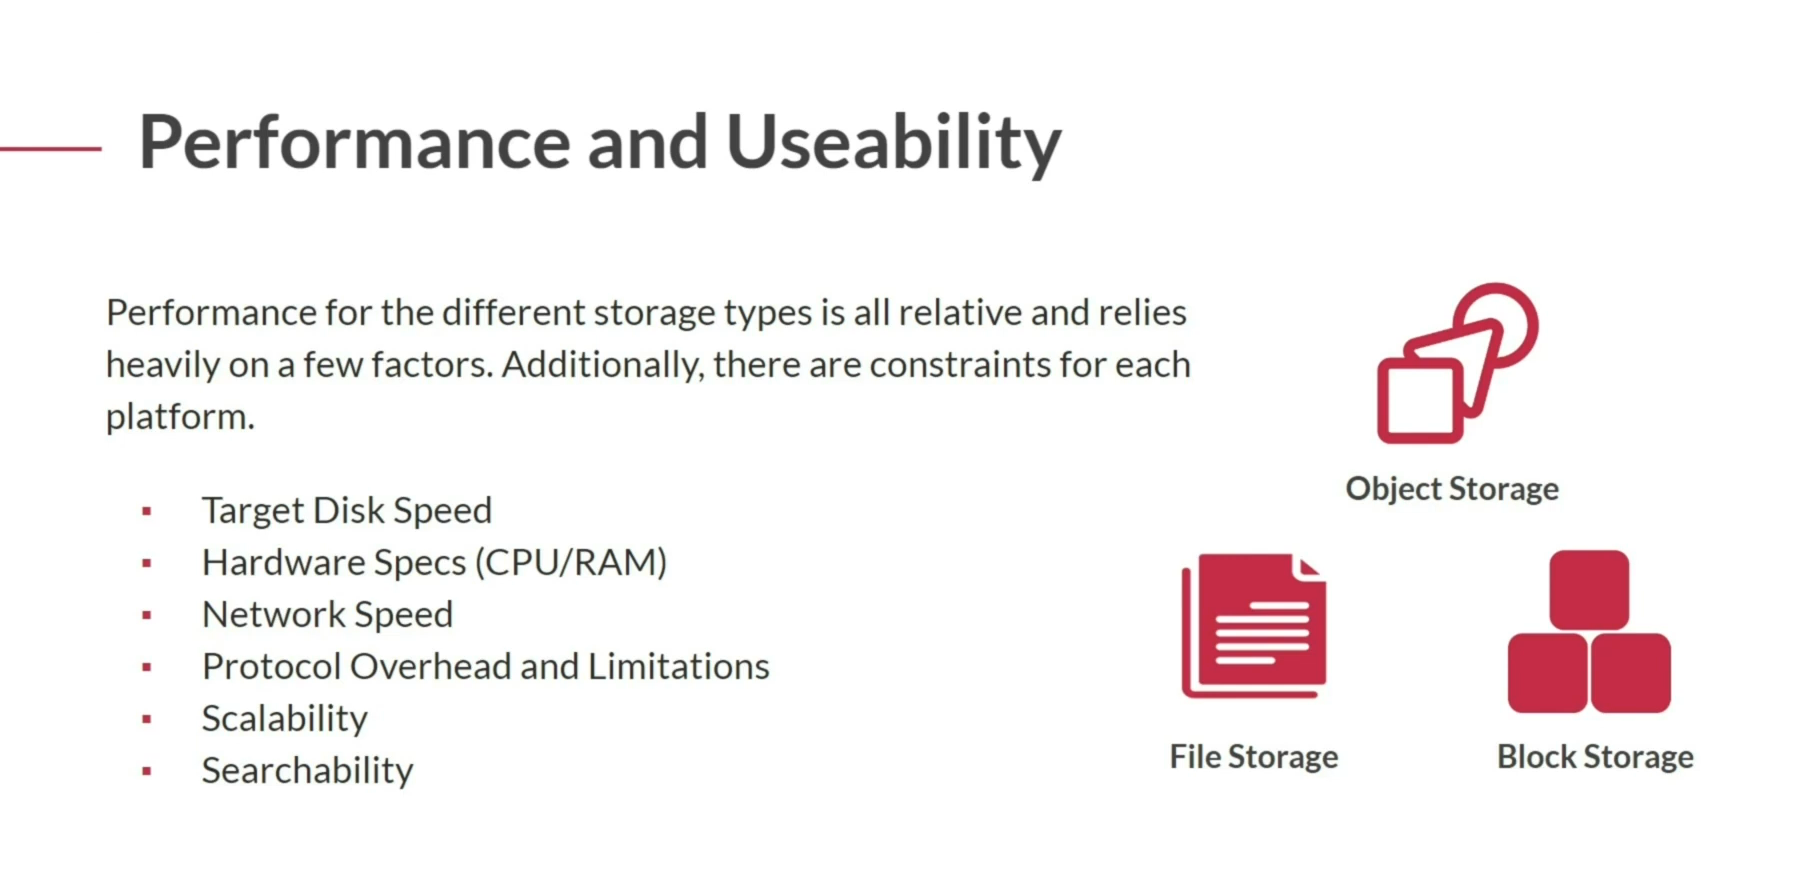 Performance and Useability
Performance for the different storage types is all relative and relies
heavily on a few factors. Additionally, there are constraints for each
platform.
▪ Target Disk Speed
▪ Hardware Specs (CPU/RAM)
▪ Network Speed
▪ Protocol Overhead and Limitations
▪ Scalability
▪ Searchability
Object Storage
File Storage
Block Storage